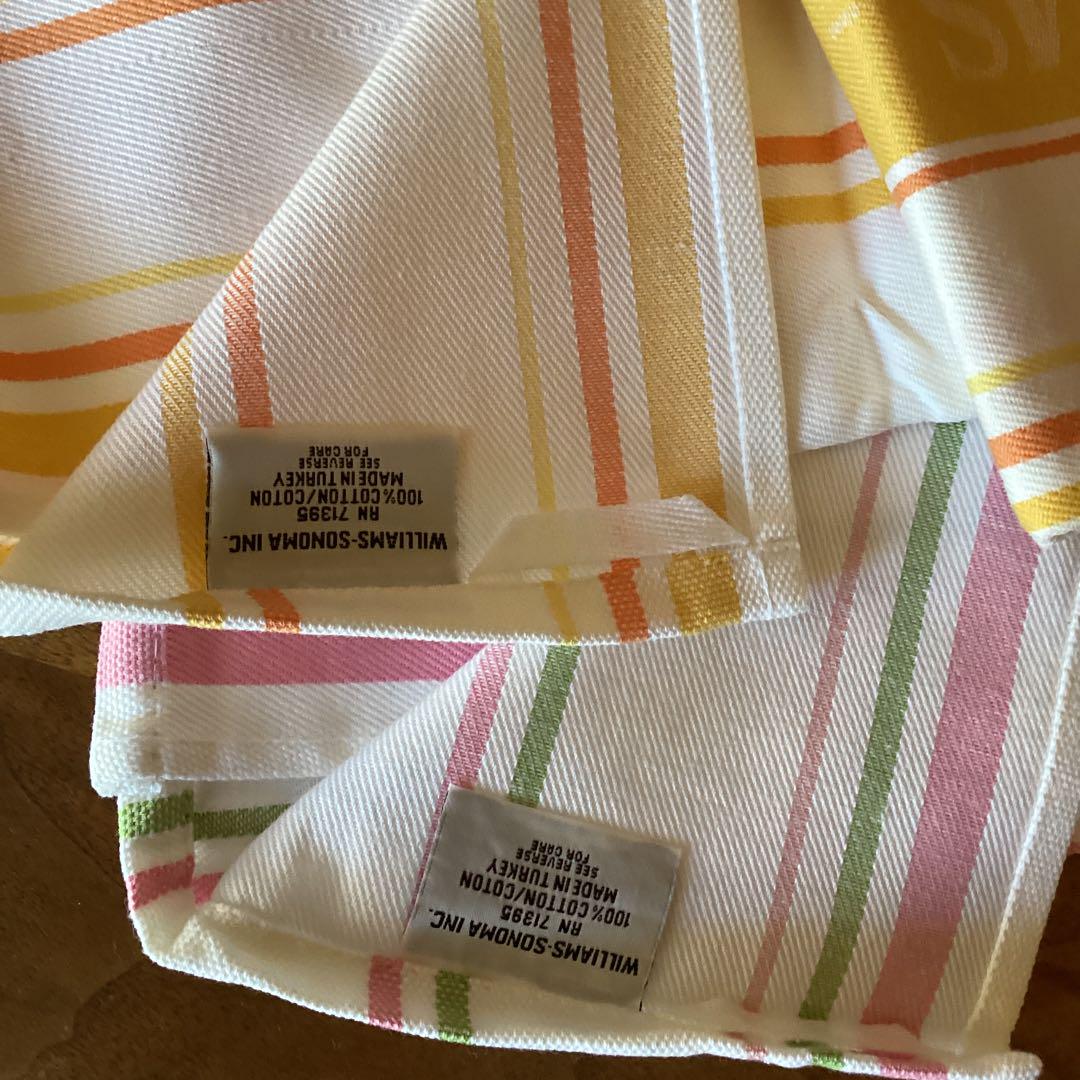 WILLIAMS-SONOMA INC.
RN 71395
100% COTTON/COTON
MADE IN TURKEY
SEE REVERSE
FOR CARE
WILLIAMS-SONOMA INC.
RN 71395
100% COTTON/COTON
MADE IN TURKEY
SEE REVERSE
FOR CARE